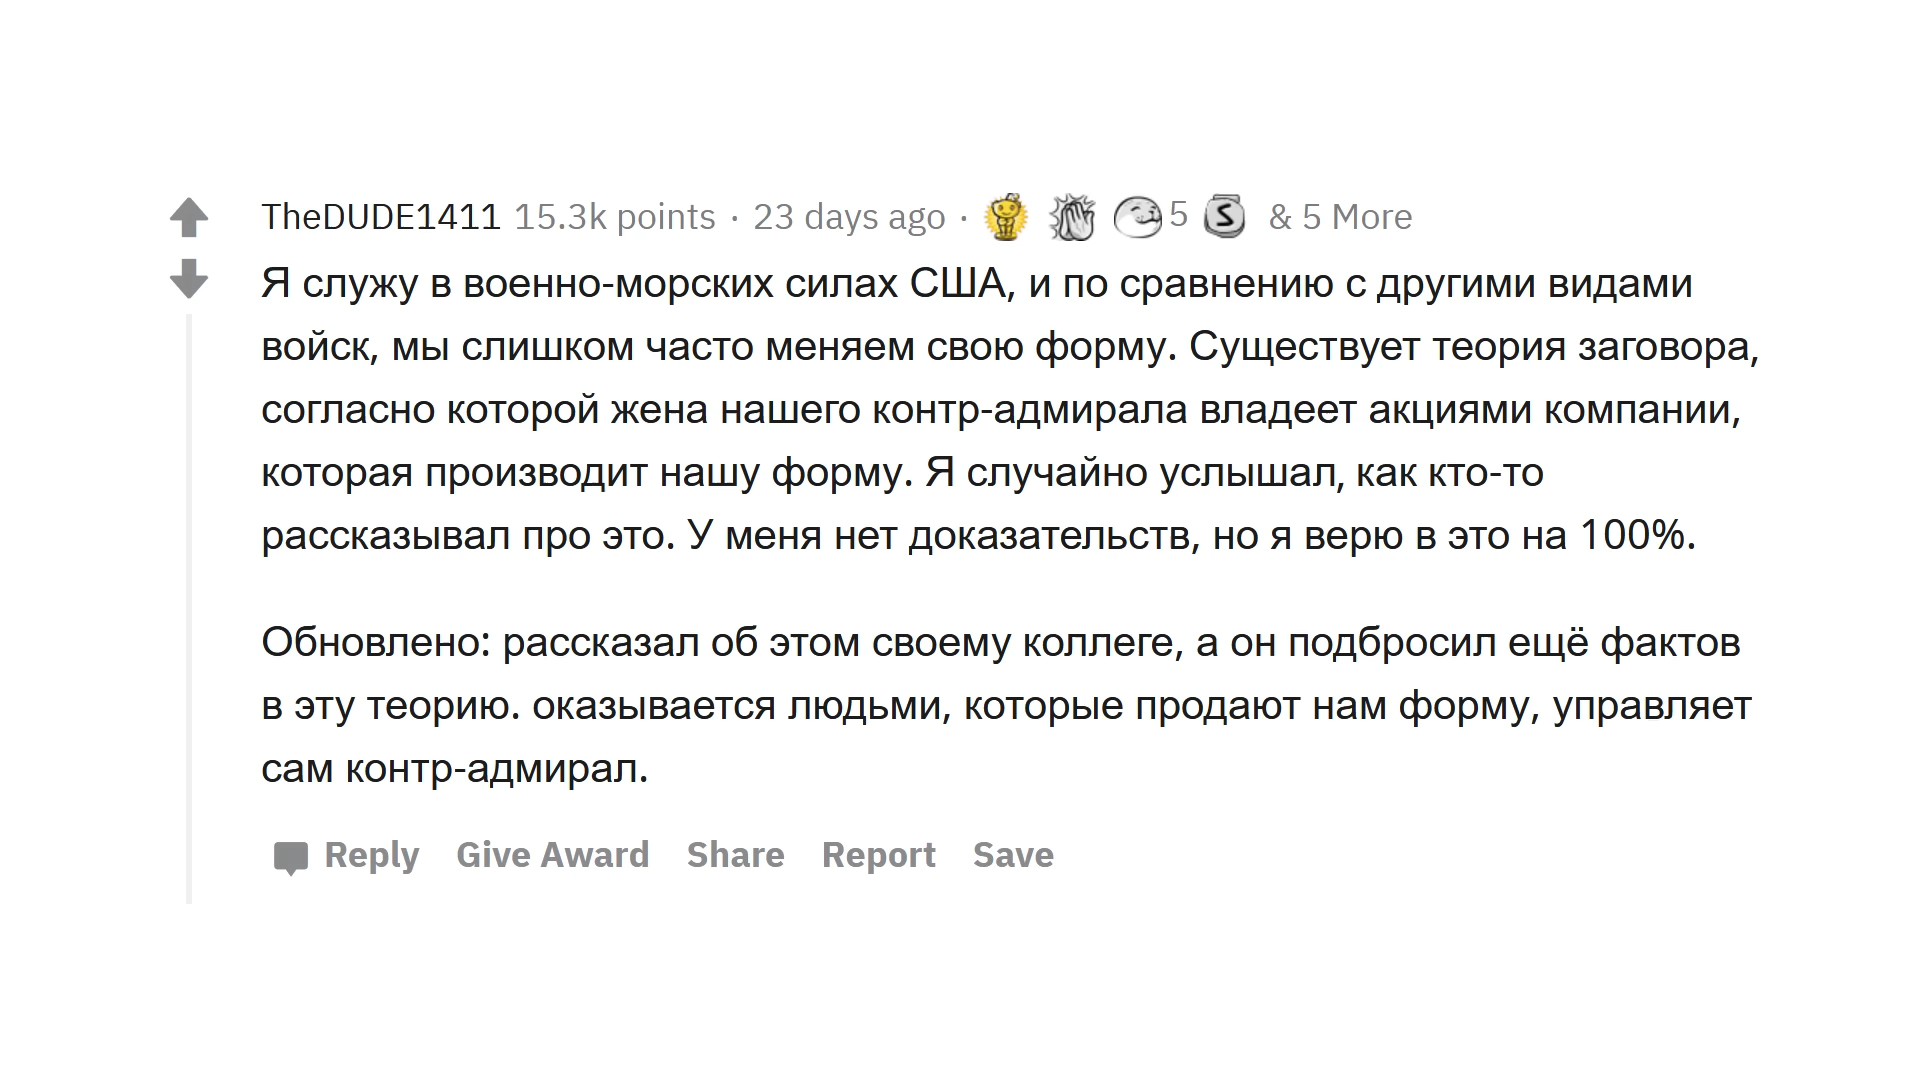 TheDUDE1411 15.3k points · 23 days ago · 5 S & 5 More
Я служу в военно-морских силах США, и по сравнению с другими видами
войск, мы слишком часто меняем свою форму. Существует теория заговора,
согласно которой жена нашего контр-адмирала владеет акциями компании,
которая производит нашу форму. Я случайно услышал, как кто-то
рассказывал про это. У меня нет доказательств, но я верю в это на 100%.
Обновлено: рассказал об этом своему коллеге, а он подбросил ещё фактов
в эту теорию. оказывается людьми, которые продают нам форму, управляет
сам контр-адмирал.
Reply Give Award Share Report Save